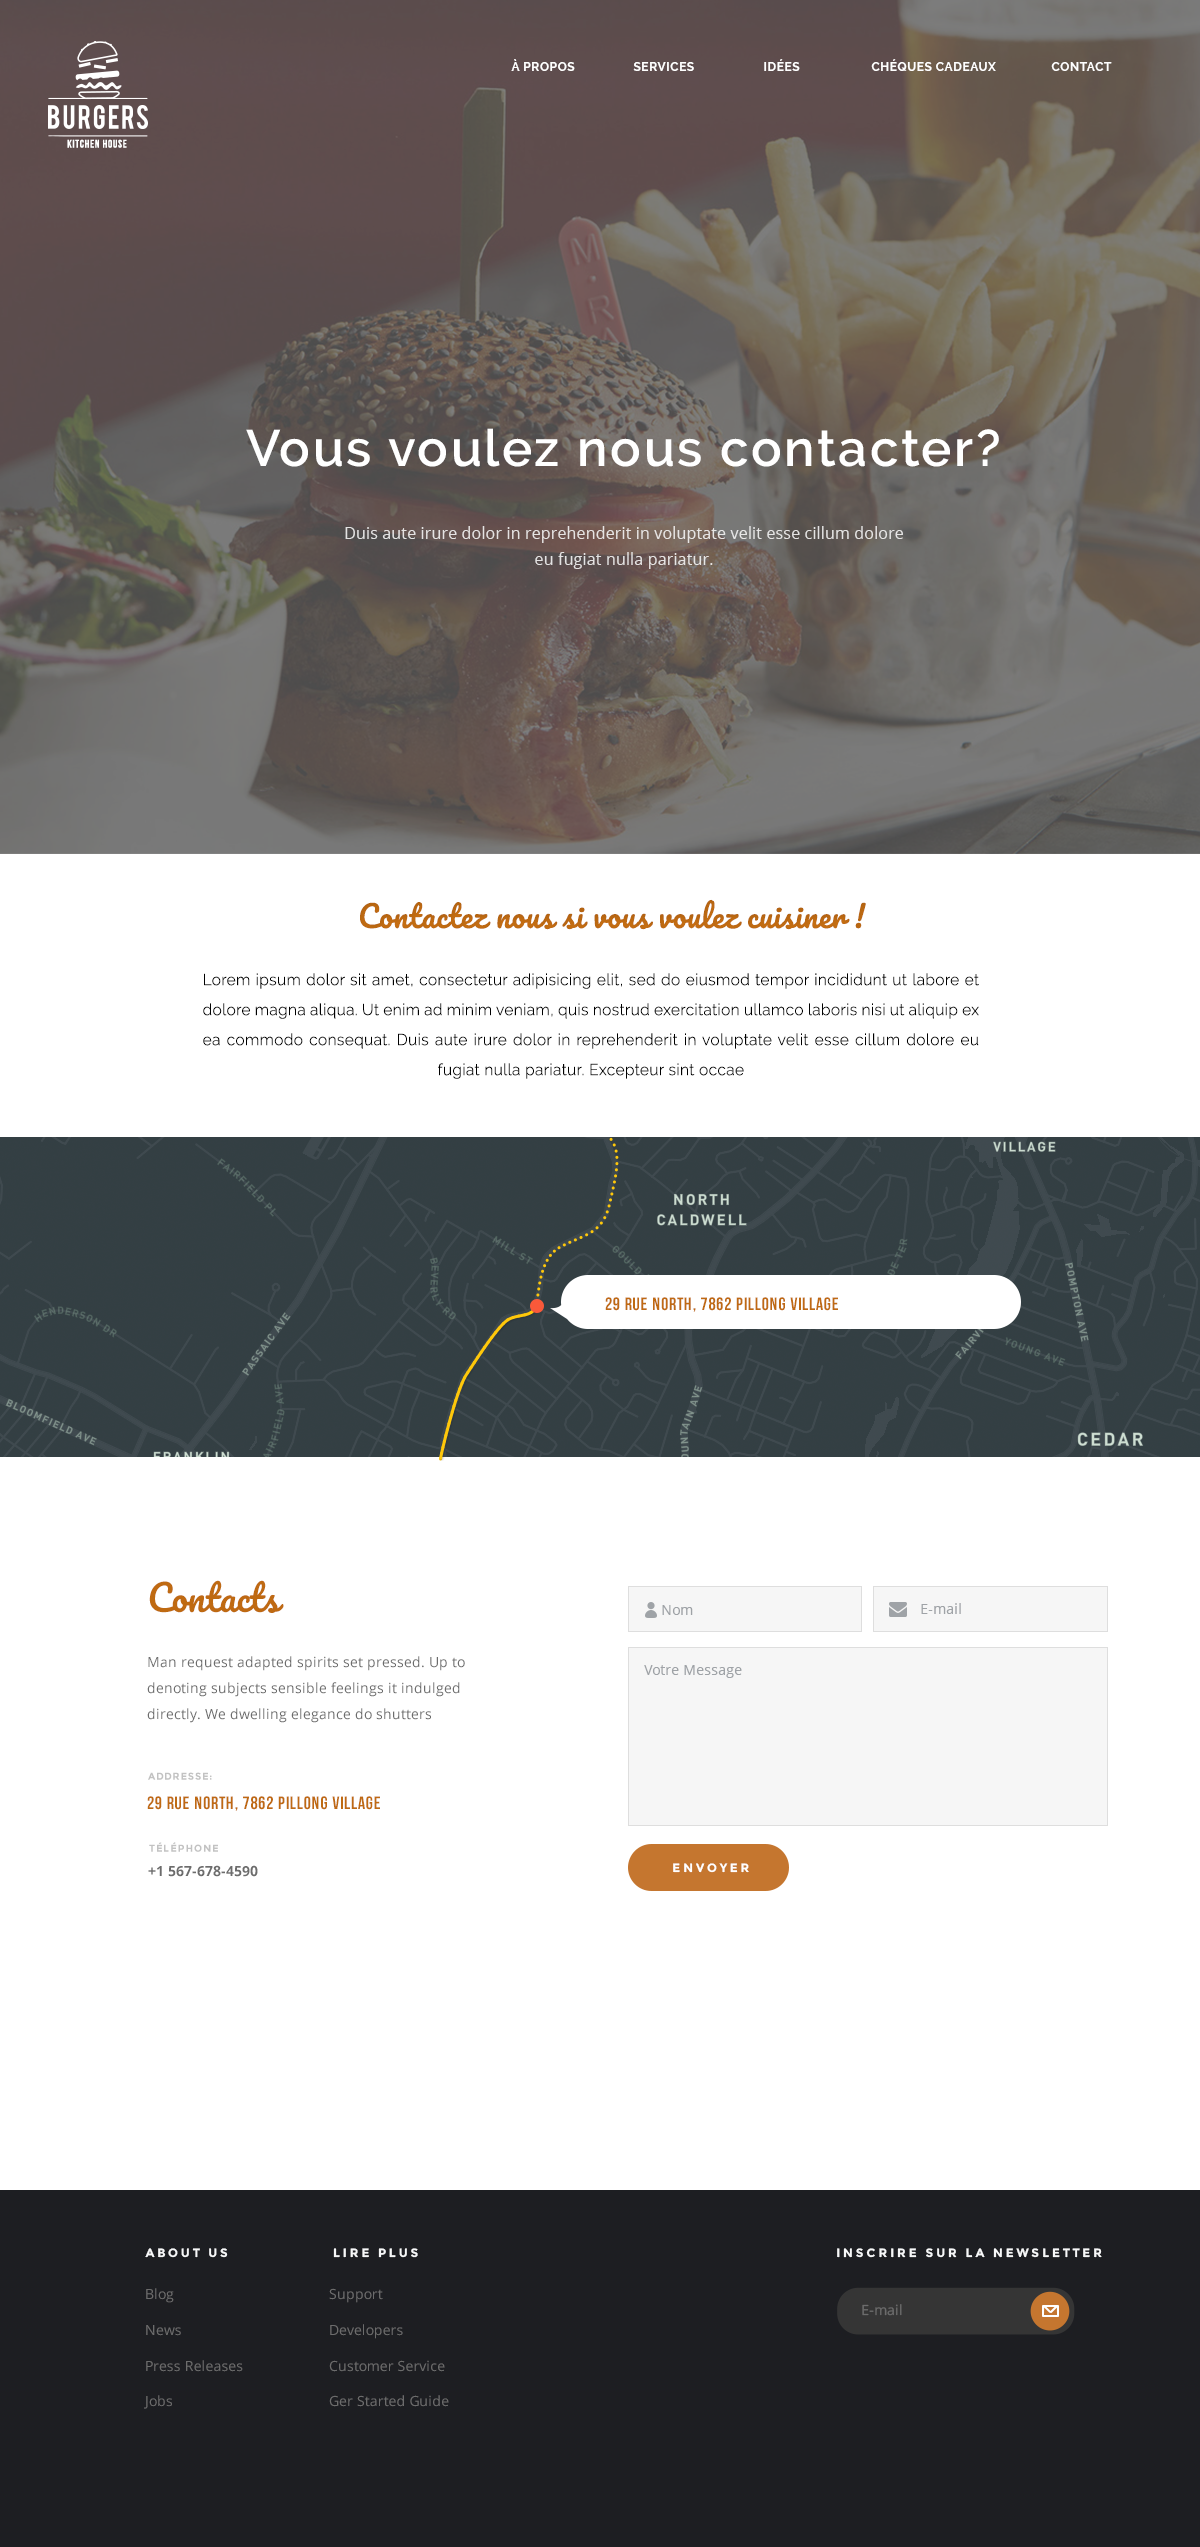 À PROPOS SERVICES IDÉES CHÉQUES CADEAUX CONTACT
BURGERS
KITCHEN HOUSE
M·R
Vous voulez nous contacter?
Duis aute irure dolor in reprehenderit in voluptate velit esse cillum dolore
eu fugiat nulla pariatur.
Contactez nous si vous voulez cuisiner !
Lorem ipsum dolor sit amet, consectetur adipisicing elit, sed do eiusmod tempor incididunt ut labore et
dolore magna aliqua. Ut enim ad minim veniam, quis nostrud exercitation ullamco laboris nisi ut aliquip ex
ea commodo consequat. Duis aute irure dolor in reprehenderit in voluptate velit esse cillum dolore eu
fugiat nulla pariatur. Excepteur sint occae
VILLAGE
FAIRFIELD PL
NORTH
CALDWELL
MILL ST
GOULD
BEVERLY RD
DE TER
POMPTON AVE
29 RUE NORTH, 7862 PILLONG VILLAGE
HENDERSON DR
PASSAIC AVE
FAIRVI
YOUNG AVE
BLOOMFIELD AVE
AIRFIELD AVE
OUNTAIN AVE
CEDAR
FRANKLIN
Contacts
Man request adapted spirits set pressed. Up to
denoting subjects sensible feelings it indulged
directly. We dwelling elegance do shutters
ADDRESSE:
29 RUE NORTH, 7862 PILLONG VILLAGE
TÉLÉPHONE
+1 567-678-4590
Nom
E-mail
Votre Message
ENVOYER
ABOUT US
Blog
News
Press Releases
Jobs
LIRE PLUS
Support
Developers
Customer Service
Ger Started Guide
INSCRIRE SUR LA NEWSLETTER
E-mail